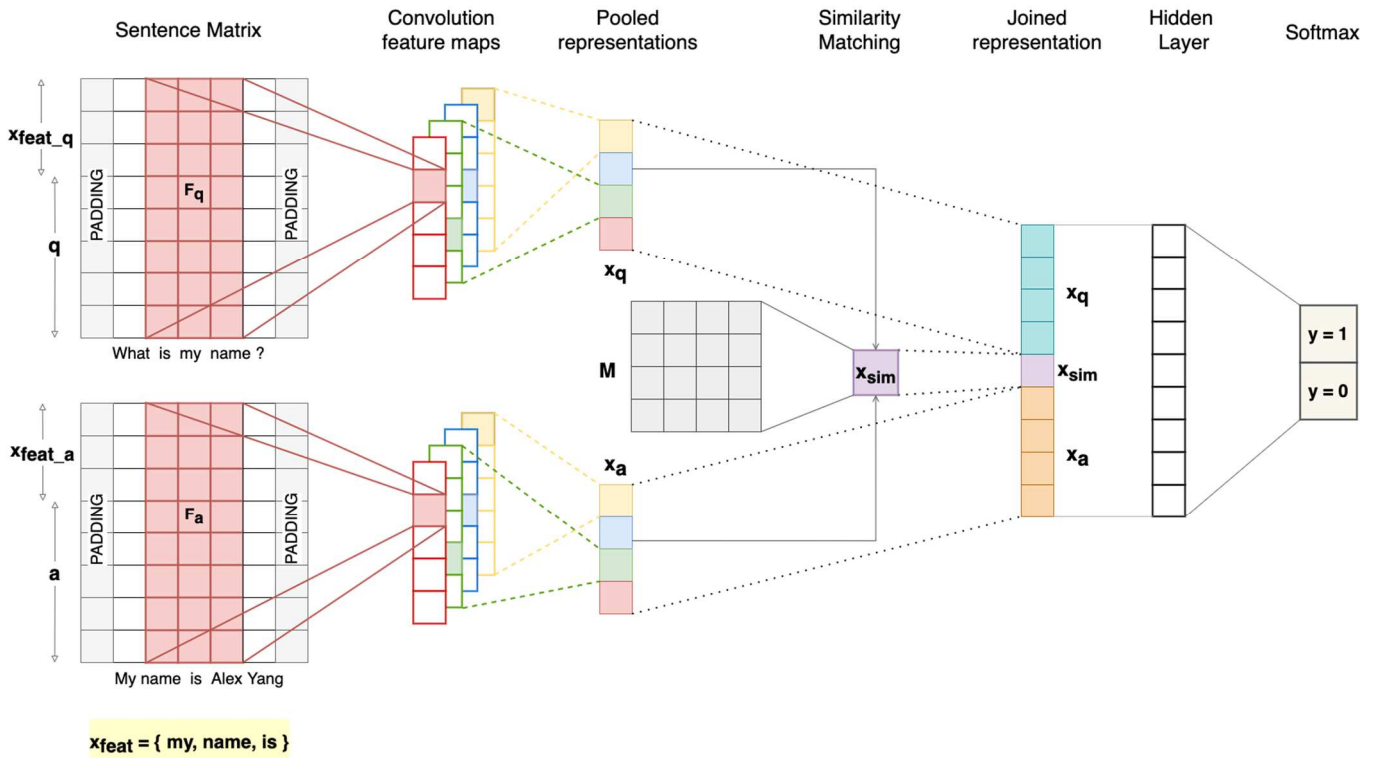 Sentence Matrix
Convolution
feature maps
Pooled
representations
Similarity
Matching
Joined
representation
Hidden
Layer
Softmax
xfeat_q
q
PADDING
Fq
PADDING
What is my name ?
xq
M
xsim
xq
xsim
xa
y = 1
y = 0
xfeat_a
a
PADDING
Fa
PADDING
My name is Alex Yang
xa
xfeat = { my, name, is }